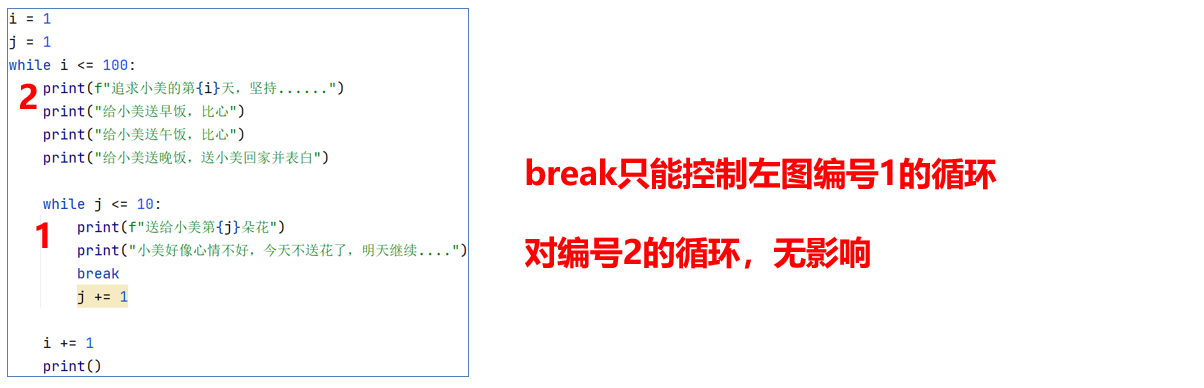 i = 1
j = 1
while i <= 100:
2
print(f"追求小美的第{i}天，坚持......")
print("给小美送早饭，比心")
print("给小美送午饭，比心")
print("给小美送晚饭，送小美回家并表白")
while j <= 10:
1
print(f"送给小美第{j}朵花")
print("小美好像心情不好，今天不送花了，明天继续....")
break
j += 1
i += 1
print()
break只能控制左图编号1的循环
对编号2的循环，无影响